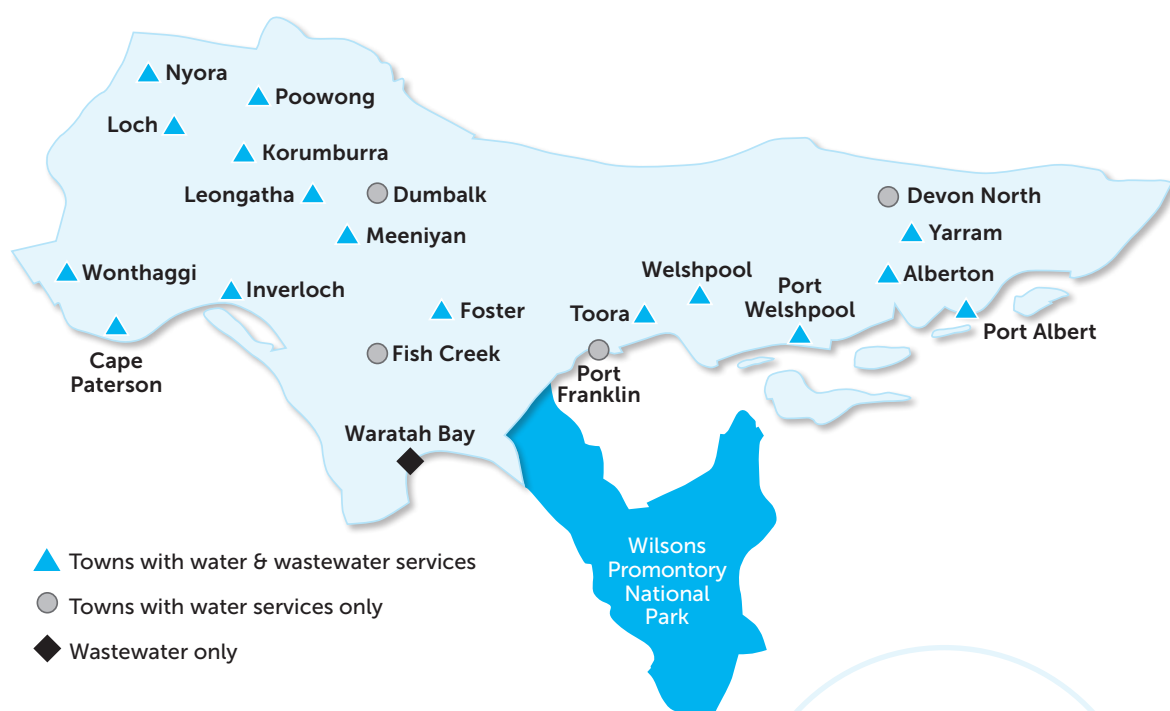 Nyora
Poowong
Loch
Korumburra
Leongatha
Dumbalk
Devon North
Meeniyan
Yarram
Wonthaggi
Welshpool
Alberton
Inverloch
Port
Welshpool
Foster
Toora
Port Albert
Cape
Paterson
Fish Creek
Port
Franklin
Waratah Bay
Wilsons
Promontory
National
Park
Towns with water & wastewater services
Towns with water services only
Wastewater only